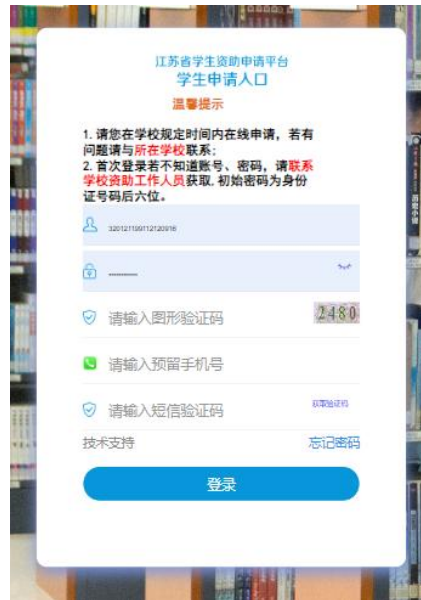 江苏省学生资助申请平台
学生申请入口
温馨提示
1. 请您在学校规定时间内在线申请，若有
问题请与所在学校联系;
2. 首次登录若不知道账号、密码，请联系
学校资助工作人员获取, 初始密码为身份
证号码后六位。
请输入图形验证码
2480
请输入预留手机号
请输入短信验证码
获取验证码
技术支持
忘记密码
登录